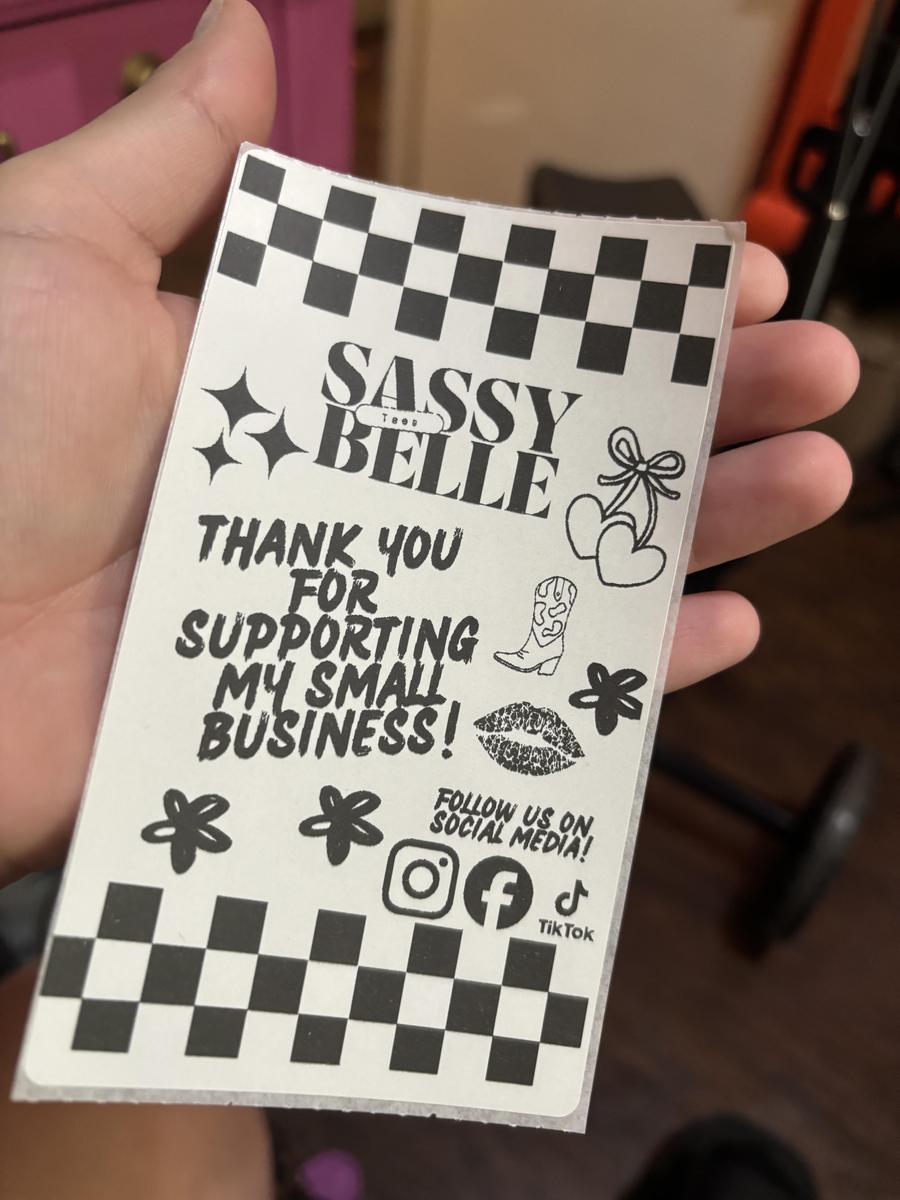 SASSY
Tees
BELLE
THANK YOU
FOR
SUPPORTING
MY SMALL
BUSINESS!
FOLLOW US ON
SOCIAL MEDIA!
TikTok